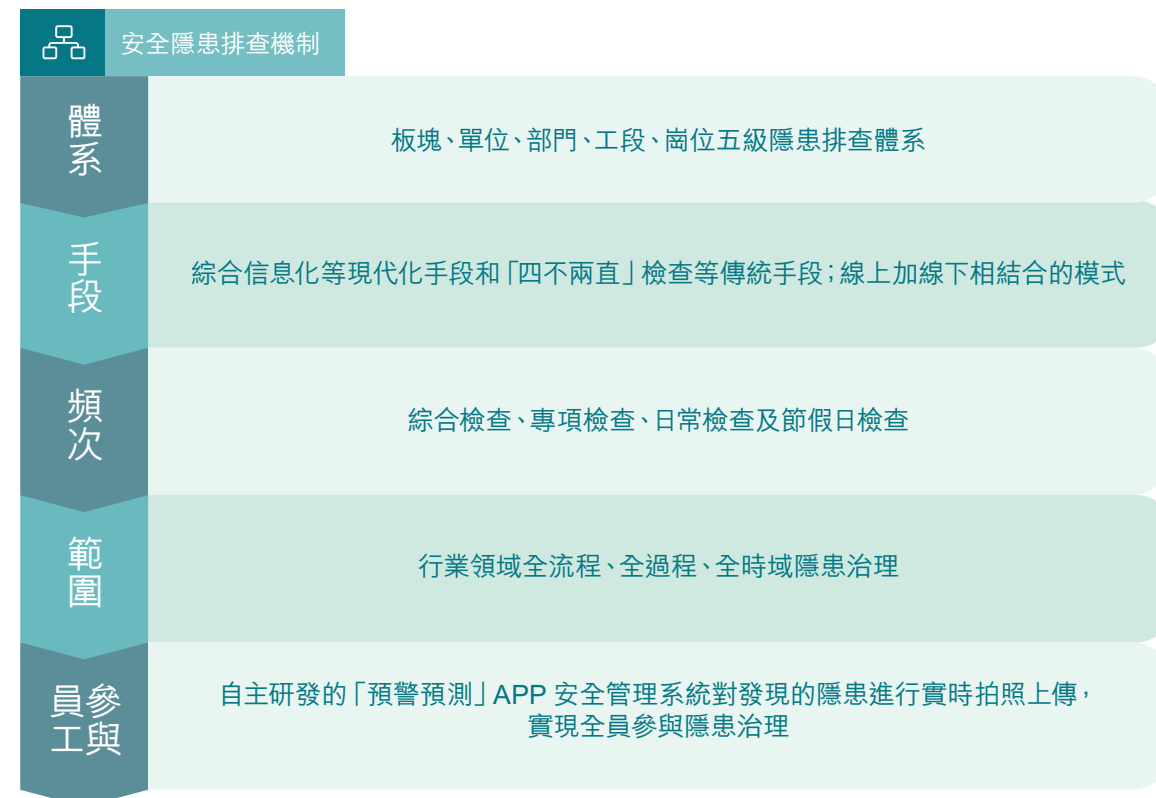 安全隱患排查機制
體
系
板塊、單位、部門、工段、崗位五級隱患排查體系
手
段
綜合信息化等現代化手段和「四不兩直」檢查等傳統手段；線上加線下相結合的模式
頻
次
綜合檢查、專項檢查、日常檢查及節假日檢查
範
圍
行業領域全流程、全過程、全時域隱患治理
員參
工與
自主研發的「預警預測」APP 安全管理系統對發現的隱患進行實時拍照上傳，
實現全員參與隱患治理